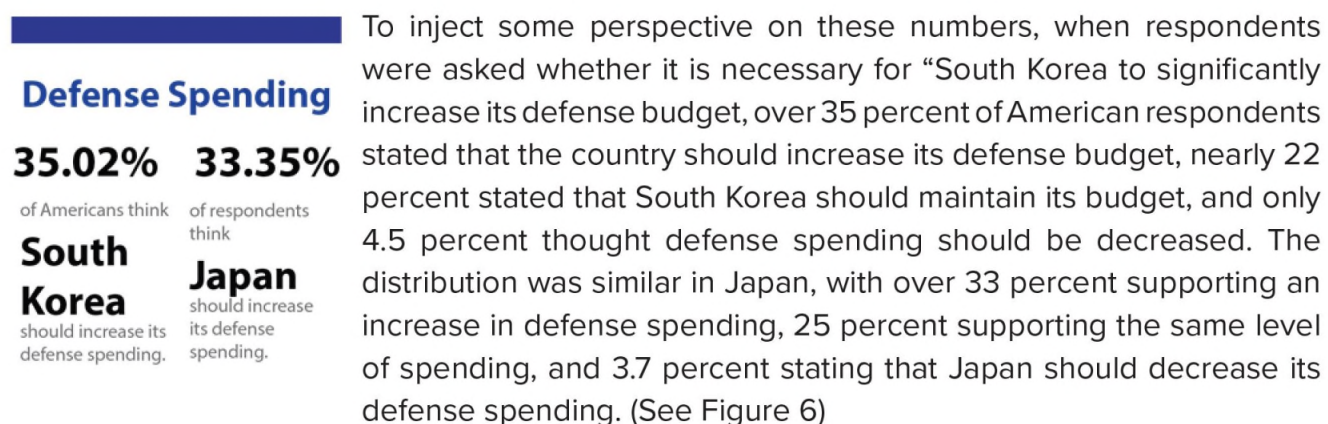 Defense Spending
35.02%
of Americans think
South
Korea
should increase its
defense spending.
33.35%
of respondents
think
Japan
should increase
its defense
spending.
To inject some perspective on these numbers, when respondents
were asked whether it is necessary for “South Korea to significantly
increase its defense budget, over 35 percent of American respondents
stated that the country should increase its defense budget, nearly 22
percent stated that South Korea should maintain its budget, and only
4.5 percent thought defense spending should be decreased. The
distribution was similar in Japan, with over 33 percent supporting an
increase in defense spending, 25 percent supporting the same level
of spending, and 3.7 percent stating that Japan should decrease its
defense spending. (See Figure 6)